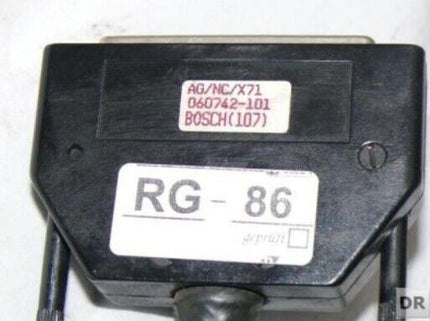 AG/NC/X71
060742-101
BOSCH(107)
RG - 86
geprüft
DR